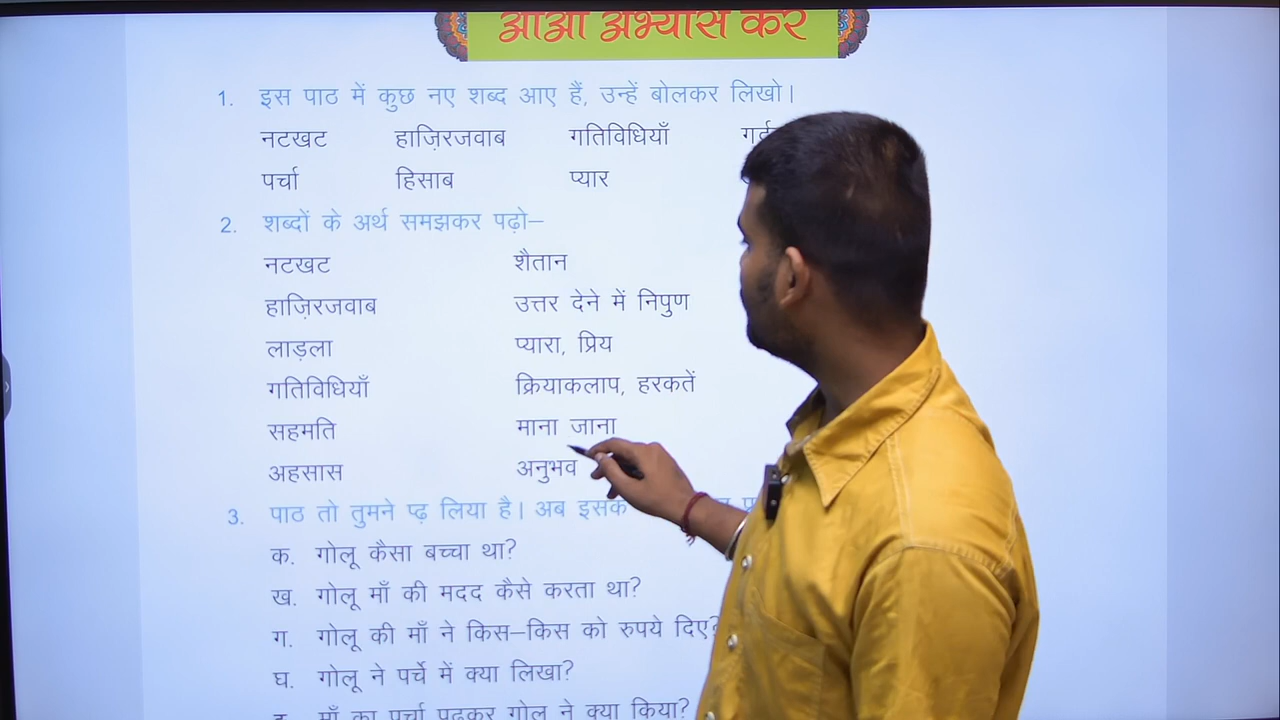 आओ अभ्यास करें
1. इस पाठ में कुछ नए शब्द आए हैं, उन्हें बोलकर लिखो।
नटखट हाज़िरजवाब गतिविधियाँ
पर्चा हिसाब प्यार
2. शब्दों के अर्थ समझकर पढ़ो–
नटखट शैतान
हाज़िरजवाब उत्तर देने में निपुण
लाड़ला प्यारा, प्रिय
गतिविधियाँ क्रियाकलाप, हरकतें
सहमति माना जाना
अहसास अनुभव
3. पाठ तो तुमने प्ढ़ लिया है। अब इसके
क. गोलू कैसा बच्चा था?
ख. गोलू माँ की मदद कैसे करता था?
ग. गोलू की माँ ने किस–किस को रुपये दिए?
घ. गोलू ने पर्चे में क्या लिखा?
माँ का पर्चा पढ़कर गोलू ने क्या किया?